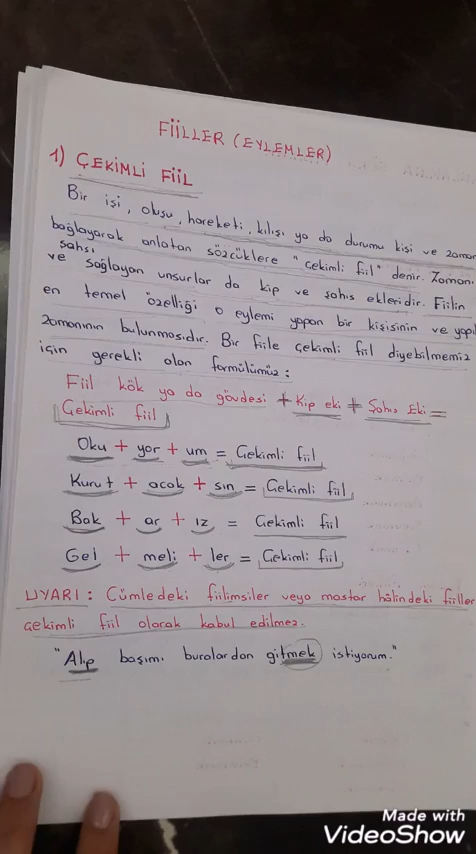 FİİLLER (EYLEMLER)
1) ÇEKİMLİ FİİL
Bir işi, oluşu, hareketi, kılışı ya da durumu kişi ve zaman
bağlayarak anlatan sözcüklere "çekimli fiil" denir. Zamanı
ve şahsı sağlayan unsurlar da kip ve şahıs ekleridir. Fiilin
en temel özelliği o eylemi yapan bir kişisinin ve yapıl
zamanının bulunmasıdır. Bir fiile çekimli fiil diyebilmemiz
için gerekli olan formülümüz:
Fiil kök ya da gövdesi + Kip eki + Şahıs Eki =
Çekimli fiil
Oku + yor + um = Çekimli fiil
Kurut + acak + sın = Çekimli fiil
Bak + ar + ız = Çekimli fiil
Gel + meli + ler = Çekimli fiil
UYARI: Cümledeki fiilimsiler veya mastar hâlindeki fiiller
çekimli fiil olarak kabul edilmez.
"Alıp başımı buralardan gitmek istiyorum."
Made with
VideoShow